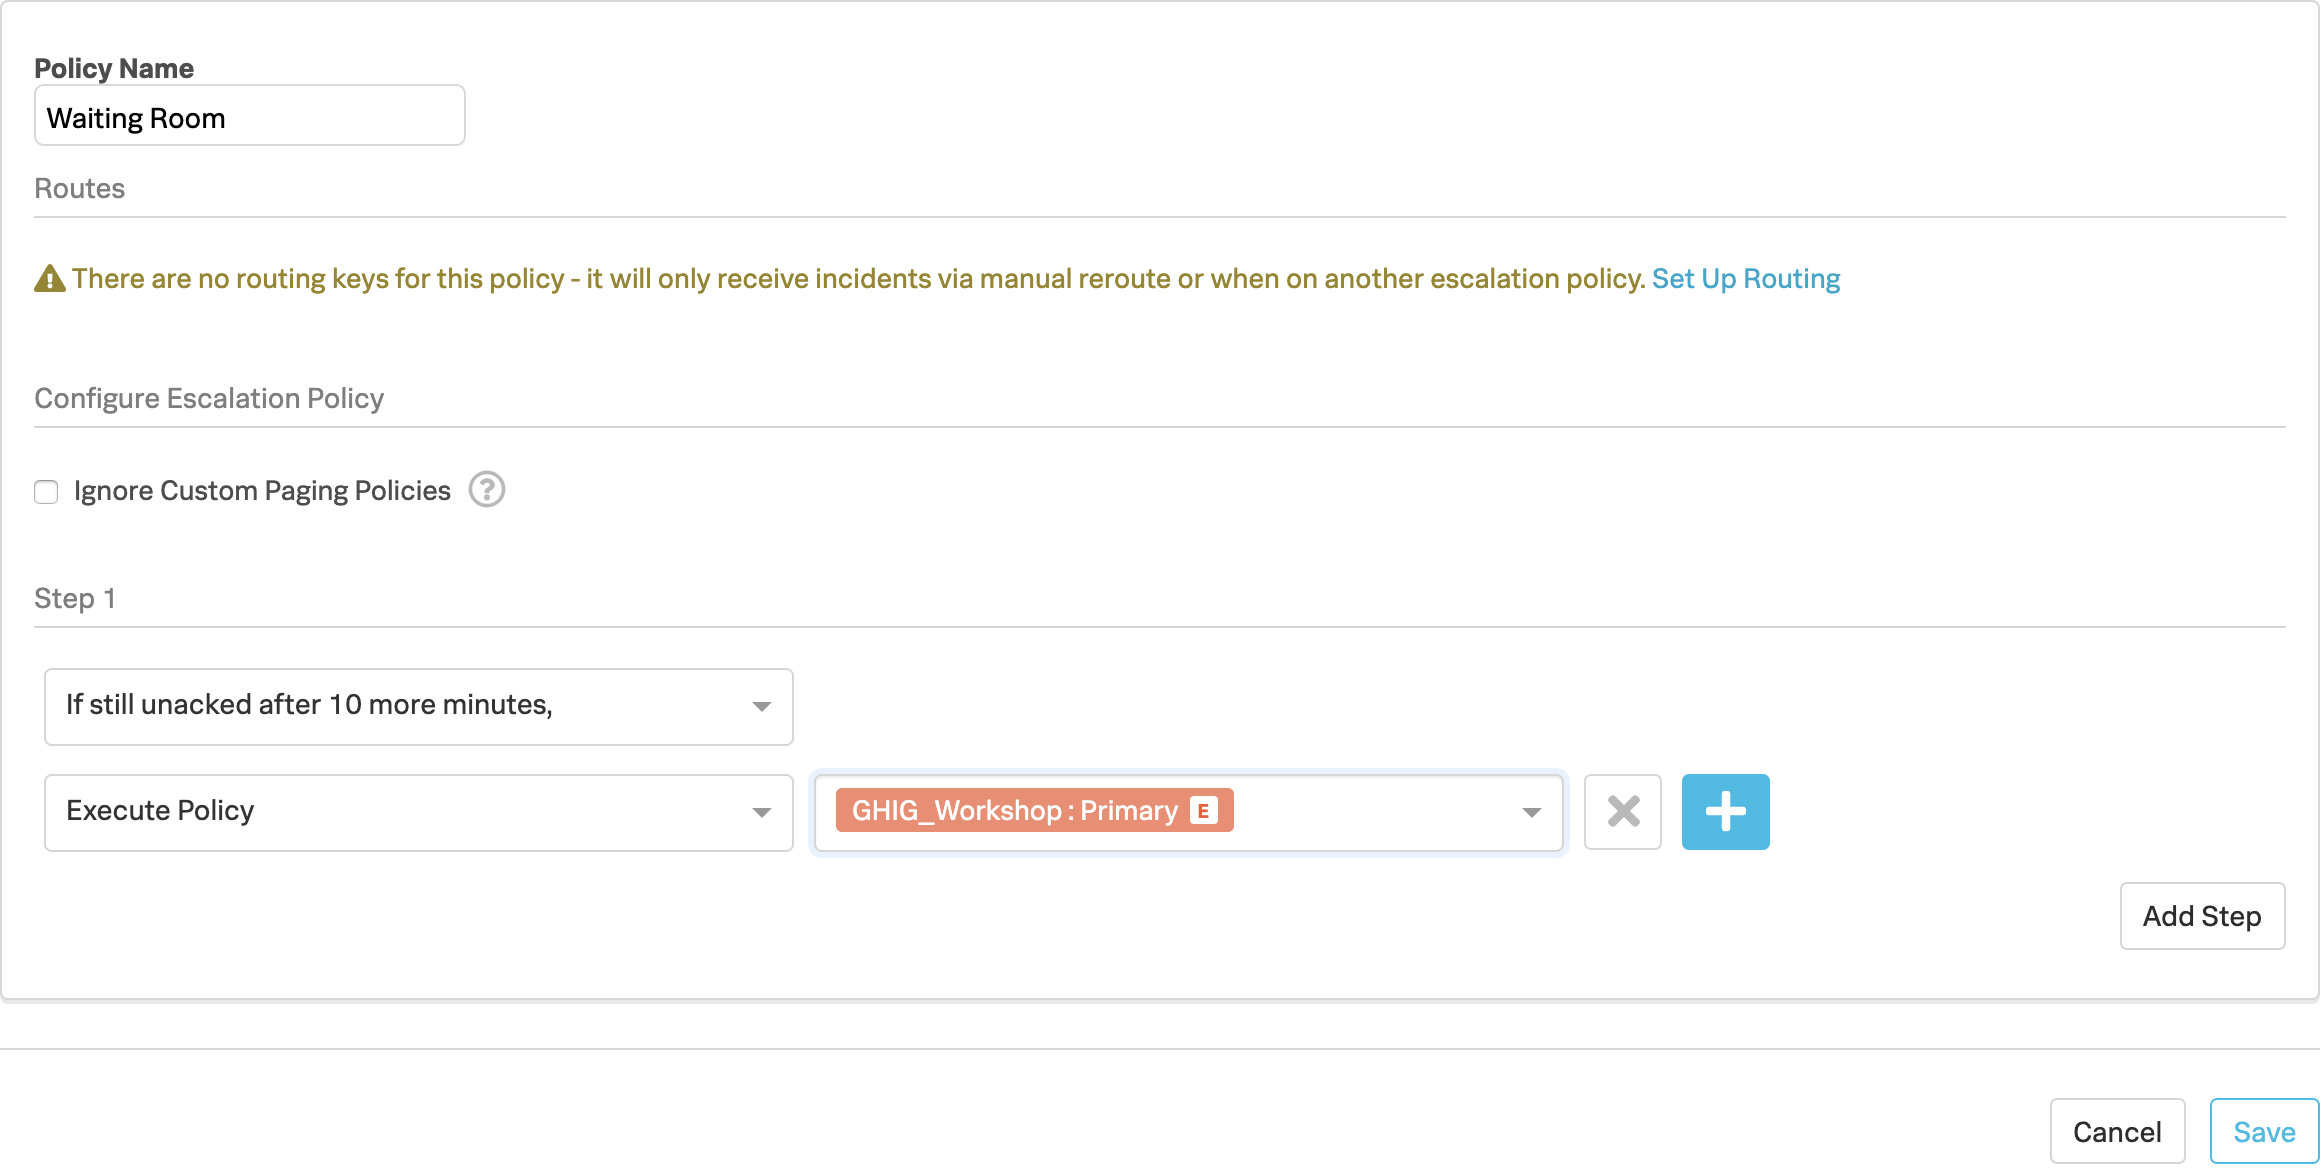 Policy Name
Waiting Room
Routes
There are no routing keys for this policy - it will only receive incidents via manual reroute or when on another escalation policy. Set Up Routing
Configure Escalation Policy
Ignore Custom Paging Policies ?
Step 1
If still unacked after 10 more minutes,
Execute Policy GHIG_Workshop : Primary E
Add Step
Cancel Save